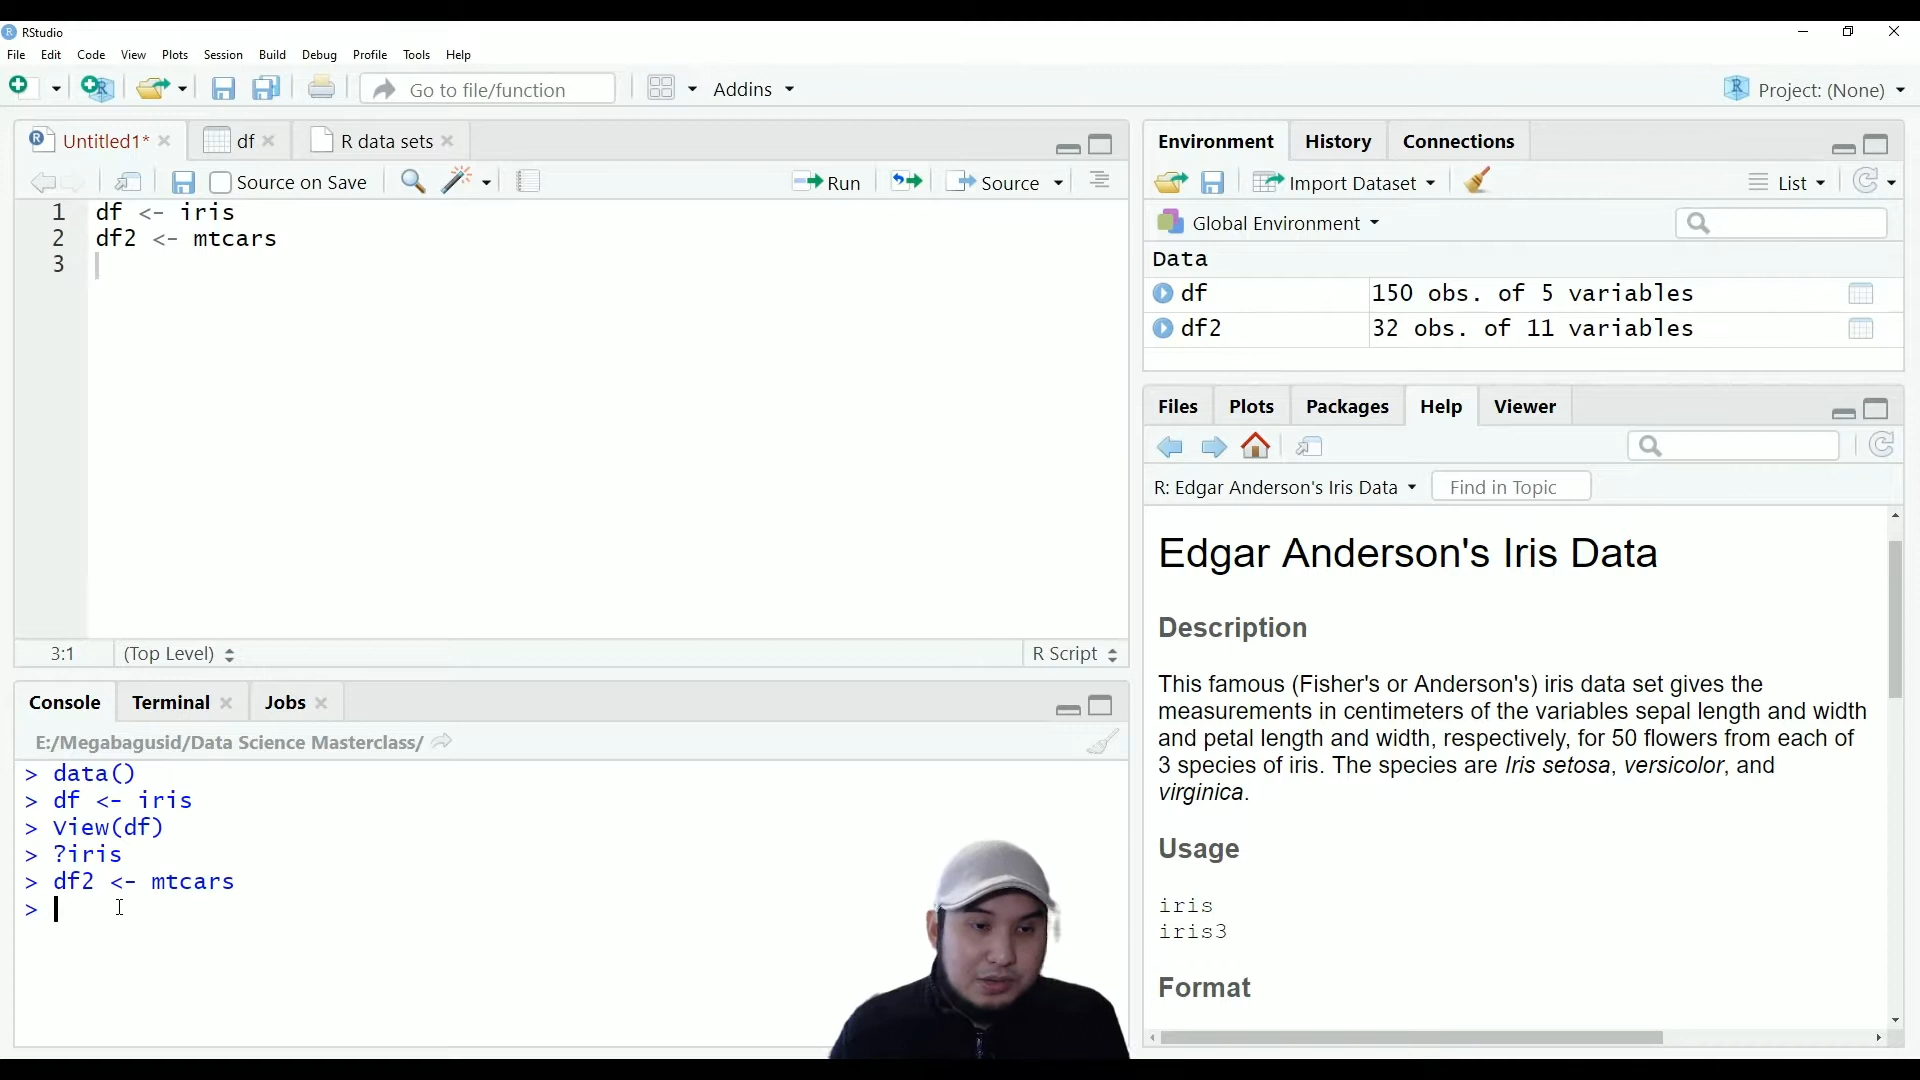 RStudio
File Edit Code View Plots Session Build Debug Profile Tools Help
Go to file/function Addins Project: (None)
Untitled1* df R data sets
Source on Save Run Source
1 df <- iris
2 df2 <- mtcars
3
3:1 (Top Level) R Script
Console Terminal Jobs
E:/Megabagusid/Data Science Masterclass/
> data()
> df <- iris
> View(df)
> ?iris
> df2 <- mtcars
>
Environment History Connections
Import Dataset List
Global Environment
Data
df 150 obs. of 5 variables
df2 32 obs. of 11 variables
Files Plots Packages Help Viewer
R: Edgar Anderson's Iris Data Find in Topic
Edgar Anderson's Iris Data
Description
This famous (Fisher's or Anderson's) iris data set gives the
measurements in centimeters of the variables sepal length and width
and petal length and width, respectively, for 50 flowers from each of
3 species of iris. The species are Iris setosa, versicolor, and
virginica.
Usage
iris
iris3
Format